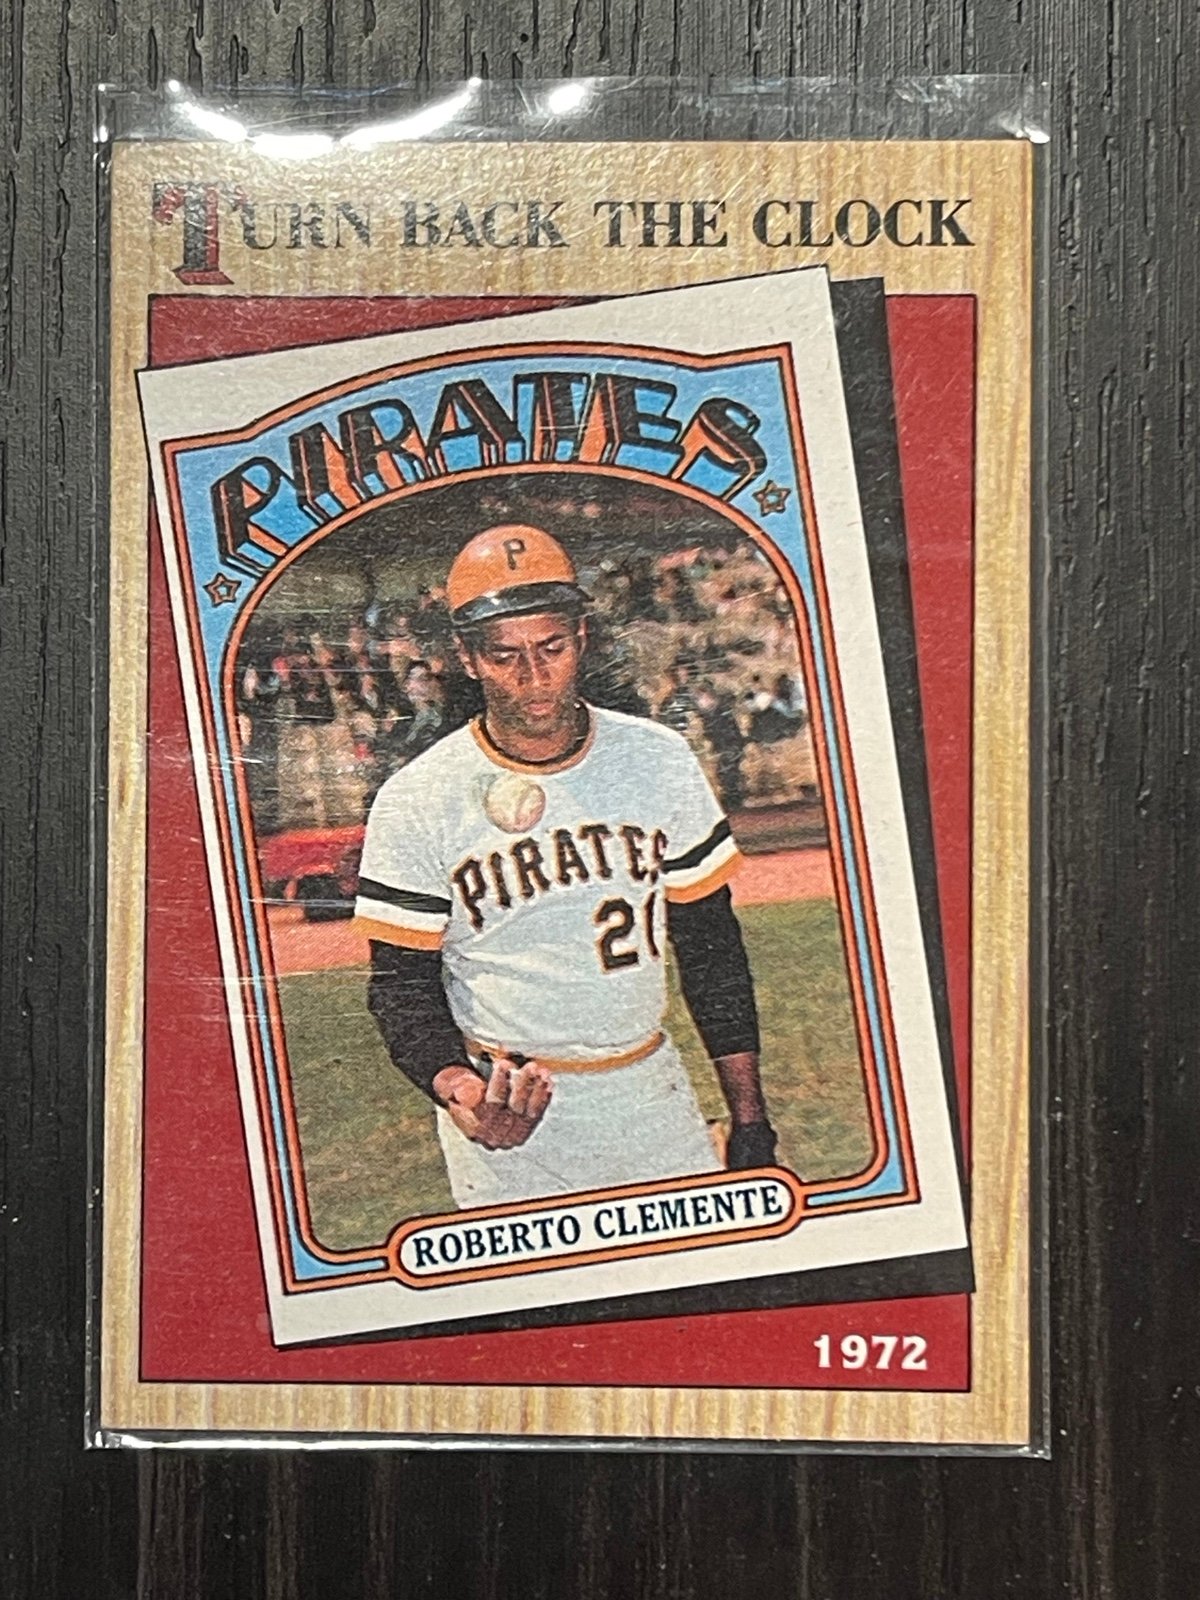 TURN BACK THE CLOCK
PIRATES
P
PIRATES
21
ROBERTO CLEMENTE
1972